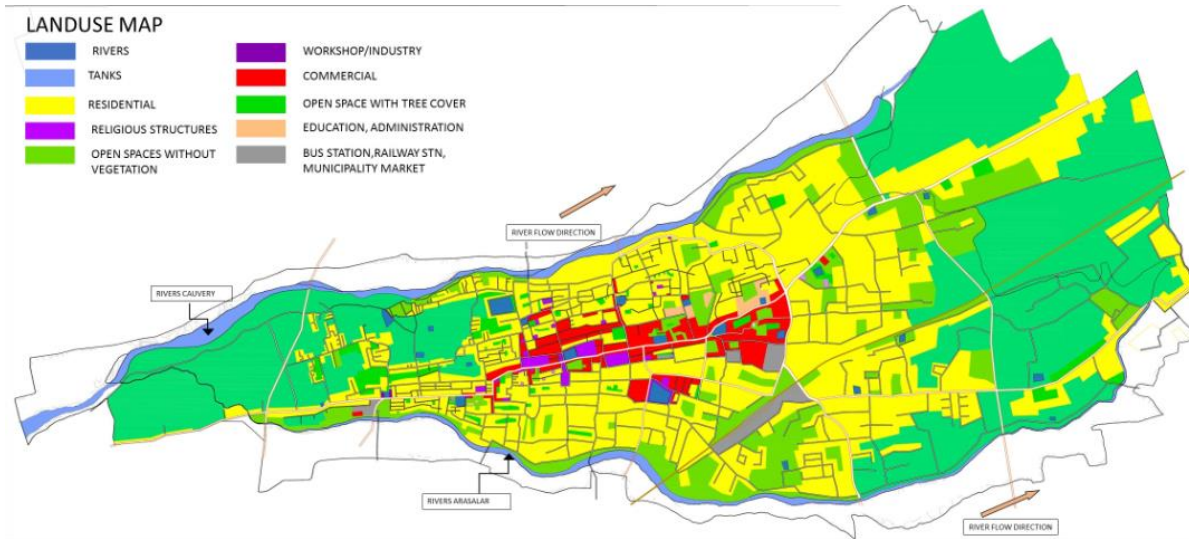 LANDUSE MAP
RIVERS
TANKS
RESIDENTIAL
RELIGIOUS STRUCTURES
OPEN SPACES WITHOUT
VEGETATION
WORKSHOP/INDUSTRY
COMMERCIAL
OPEN SPACE WITH TREE COVER
EDUCATION, ADMINISTRATION
BUS STATION,RAILWAY STN,
MUNICIPALITY MARKET
RIVER FLOW DIRECTION
RIVERS CAUVERY
RIVERS ARASALAR
RIVER FLOW DIRECTION